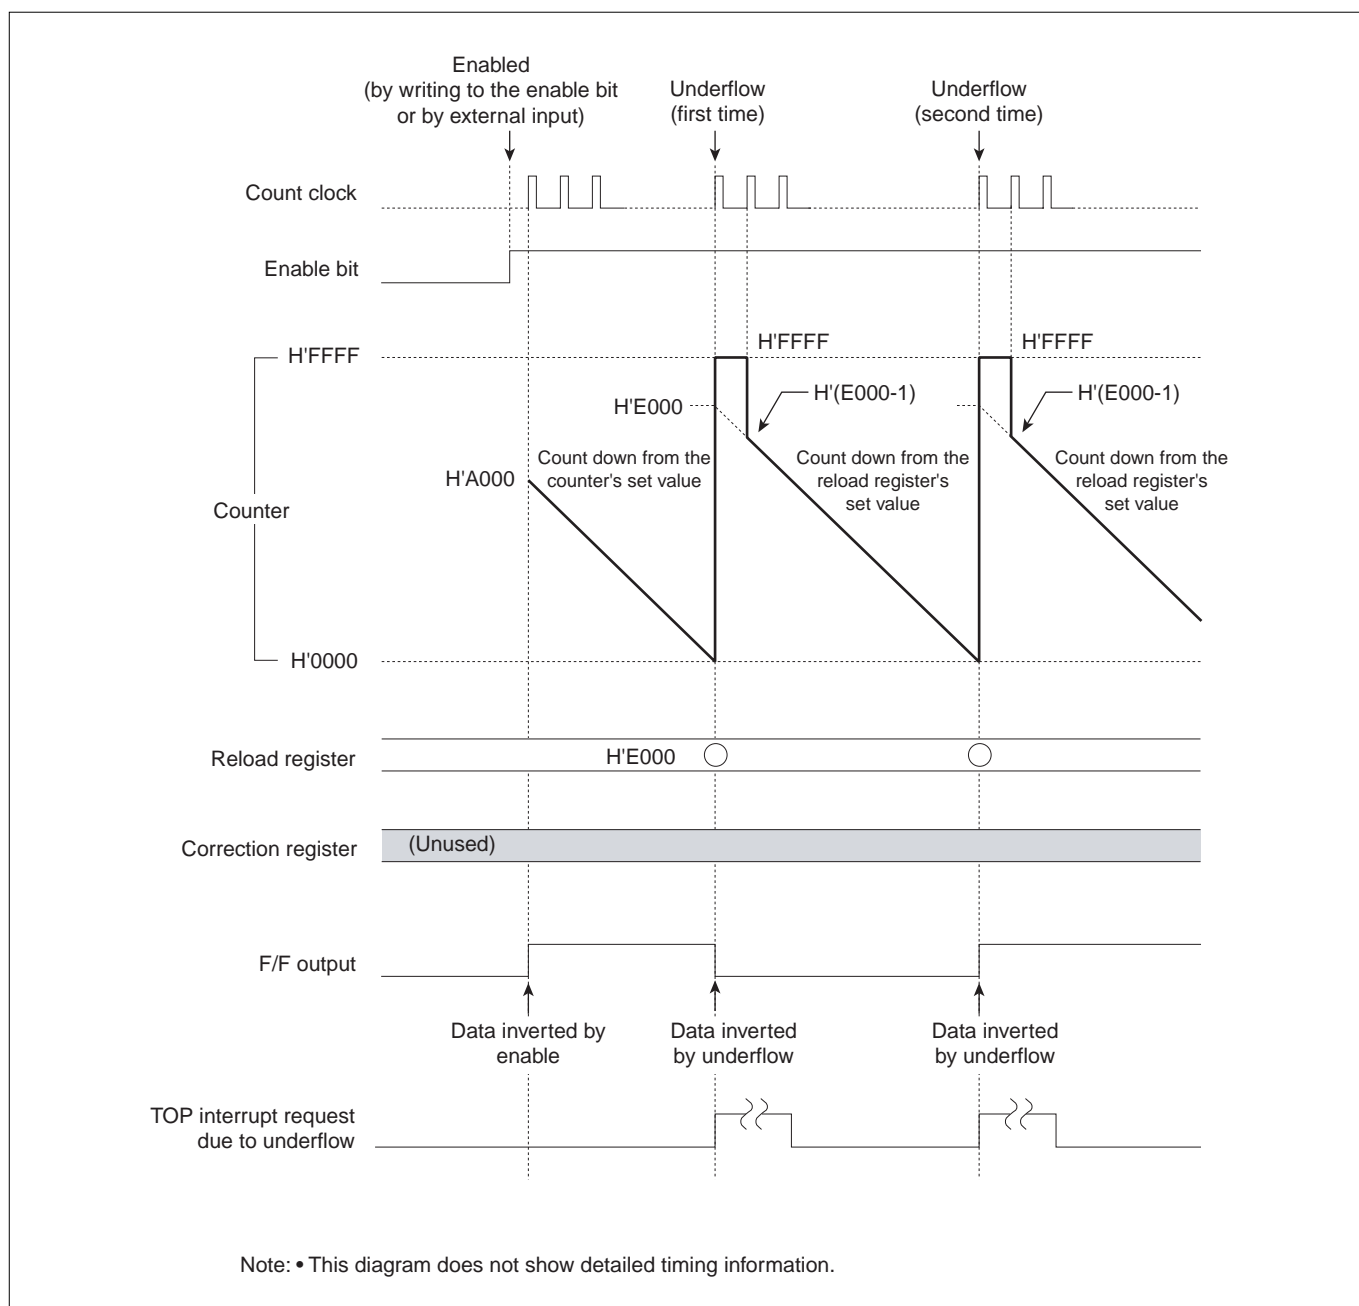 Enabled
(by writing to the enable bit
or by external input)
Underflow
(first time)
Underflow
(second time)
Count clock
Enable bit
H'FFFF
H'FFFF
H'FFFF
H'E000
H'(E000-1)
H'(E000-1)
H'A000
Count down from the
counter's set value
Count down from the
reload register's
set value
Count down from the
reload register's
set value
Counter
H'0000
Reload register
H'E000
Correction register
(Unused)
F/F output
Data inverted by
enable
Data inverted
by underflow
Data inverted
by underflow
TOP interrupt request
due to underflow
Note: • This diagram does not show detailed timing information.